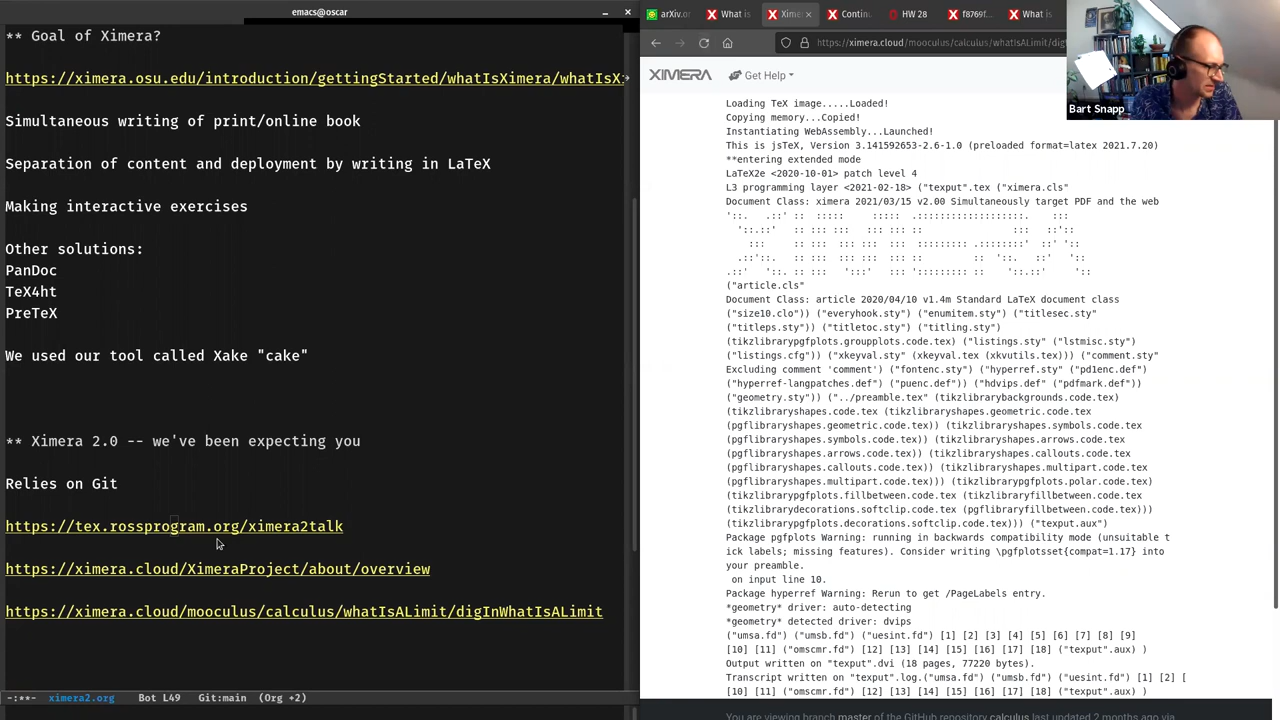 emacs@oscar
** Goal of Ximera?
https://ximera.osu.edu/introduction/gettingStarted/whatIsXimera/whatIsX
Simultaneous writing of print/online book
Separation of content and deployment by writing in LaTeX
Making interactive exercises
Other solutions:
PanDoc
TeX4ht
PreTeX
We used our tool called Xake "cake"
** Ximera 2.0 -- we've been expecting you
Relies on Git
https://tex.rossprogram.org/ximera2talk
https://ximera.cloud/XimeraProject/about/overview
https://ximera.cloud/mooculus/calculus/whatIsALimit/digInWhatIsALimit
-:**- ximera2.org Bot L49 Git:main (Org +2)
arXiv.or
What is
Xime
Contin
HW 28
f8769f
What is
https://ximera.cloud/mooculus/calculus/whatIsALimit/dig
XIMERA Get Help
Bart Snapp
Loading TeX image.....Loaded!
Copying memory...Copied!
Instantiating WebAssembly...Launched!
This is jsTeX, Version 3.141592653-2.6-1.0 (preloaded format=latex 2021.7.20)
**entering extended mode
LaTeX2e <2020-10-01> patch level 4
L3 programming layer <2021-02-18> ("texput.tex ("ximera.cls"
Document Class: ximera 2021/03/15 v2.00 Simultaneously target PDF and the web
("article.cls"
Document Class: article 2020/04/10 v1.4m Standard LaTeX document class
("size10.clo")) ("everyhook.sty") ("enumitem.sty") ("titlesec.sty")
("titleps.sty") ("titletoc.sty") ("titling.sty")
(tikzlibrarypgfplots.groupplots.code.tex) ("listings.sty") ("lstmisc.sty")
("listings.cfg")) ("xkeyval.sty") (xkeyval.tex (xkvutils.tex))) ("comment.sty"
Excluding comment 'comment') ("fontenc.sty") ("hyperref.sty") ("pd1enc.def")
("hyperref-langpatches.def") ("puenc.def")) ("hdvips.def") ("pdfmark.def"))
("geometry.sty")) ("../preamble.tex" (tikzlibrarybackgrounds.code.tex)
(tikzlibraryshapes.code.tex (tikzlibraryshapes.geometric.code.tex
(pgflibraryshapes.geometric.code.tex)) (tikzlibraryshapes.symbols.code.tex)
(pgflibraryshapes.symbols.code.tex)) (tikzlibraryshapes.arrows.code.tex)
(pgflibraryshapes.arrows.code.tex)) (tikzlibraryshapes.callouts.code.tex)
(pgflibraryshapes.callouts.code.tex)) (tikzlibraryshapes.multipart.code.tex)
(pgflibraryshapes.multipart.code.tex))) (tikzlibrarypgfplots.polar.code.tex)
(tikzlibrarypgfplots.fillbetween.code.tex) (tikzlibraryfillbetween.code.tex)
(tikzlibrarydecorations.softclip.code.tex) (pgflibraryfillbetween.code.tex)))
(tikzlibrarypgfplots.decorations.softclip.code.tex))) ("texput.aux")
Package pgfplots Warning: running in backwards compatibility mode (unsuitable t
ick labels; missing features). Consider writing \pgfplotsset{compat=1.17} into
your preamble.
on input line 10.
Package hyperref Warning: Rerun to get /PageLabels entry.
*geometry* driver: auto-detecting
*geometry* detected driver: dvips
("umsa.fd") ("umsb.fd") ("uesint.fd") [1] [2] [3] [4] [5] [6] [7] [8] [9]
[10] [11] ("omscmr.fd") [12] [13] [14] [15] [16] [17] [18] ("texput.aux") )
Output written on "texput.dvi" (18 pages, 77220 bytes).
Transcript written on "texput.log.("umsa.fd") ("umsb.fd") ("uesint.fd") [1] [2] [
[10] [11] ("omscmr.fd") [12] [13] [14] [15] [16] [17] [18] ("texput.aux") )
You are viewing branch master of the GitHub repository calculus last updated 2 months ago via